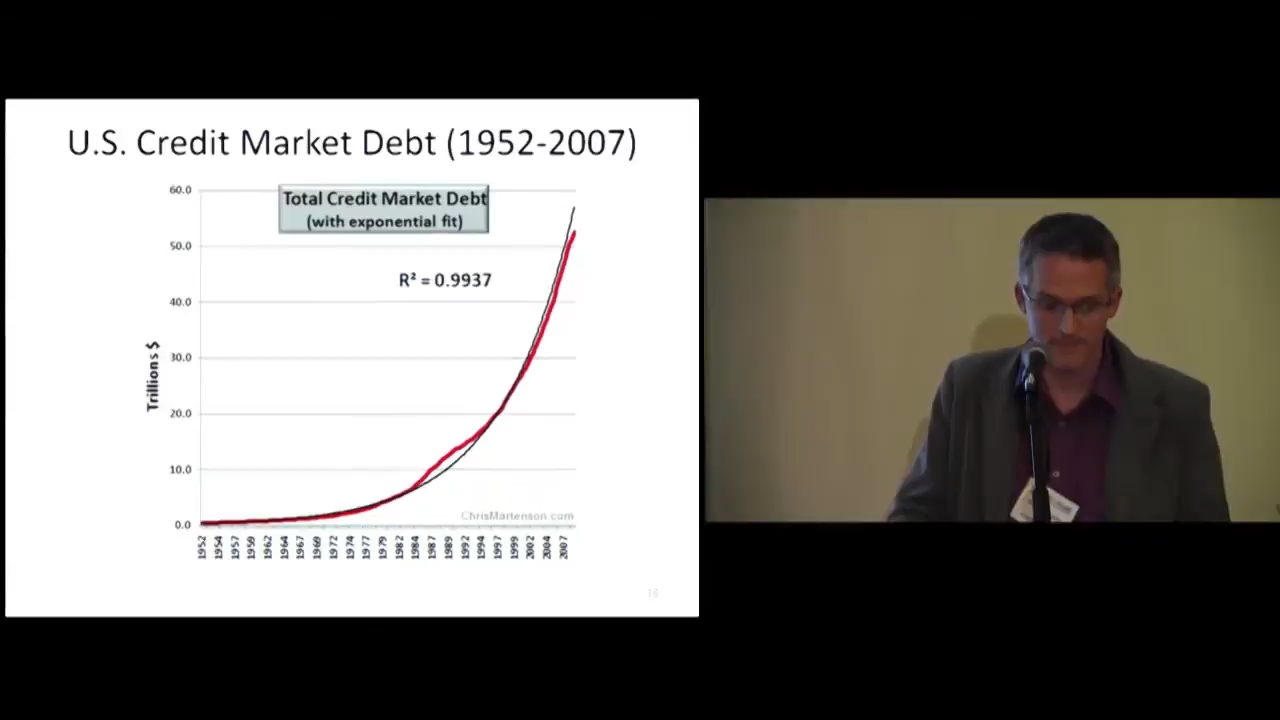 U.S. Credit Market Debt (1952-2007)
Total Credit Market Debt
(with exponential fit)
R² = 0.9937
Trillions $
60.0
50.0
40.0
30.0
20.0
10.0
0.0
ChrisMartenson.com
1952 1954 1957 1959 1962 1964 1967 1969 1972 1974 1977 1979 1982 1984 1987 1989 1992 1994 1997 1999 2002 2004 2007
16